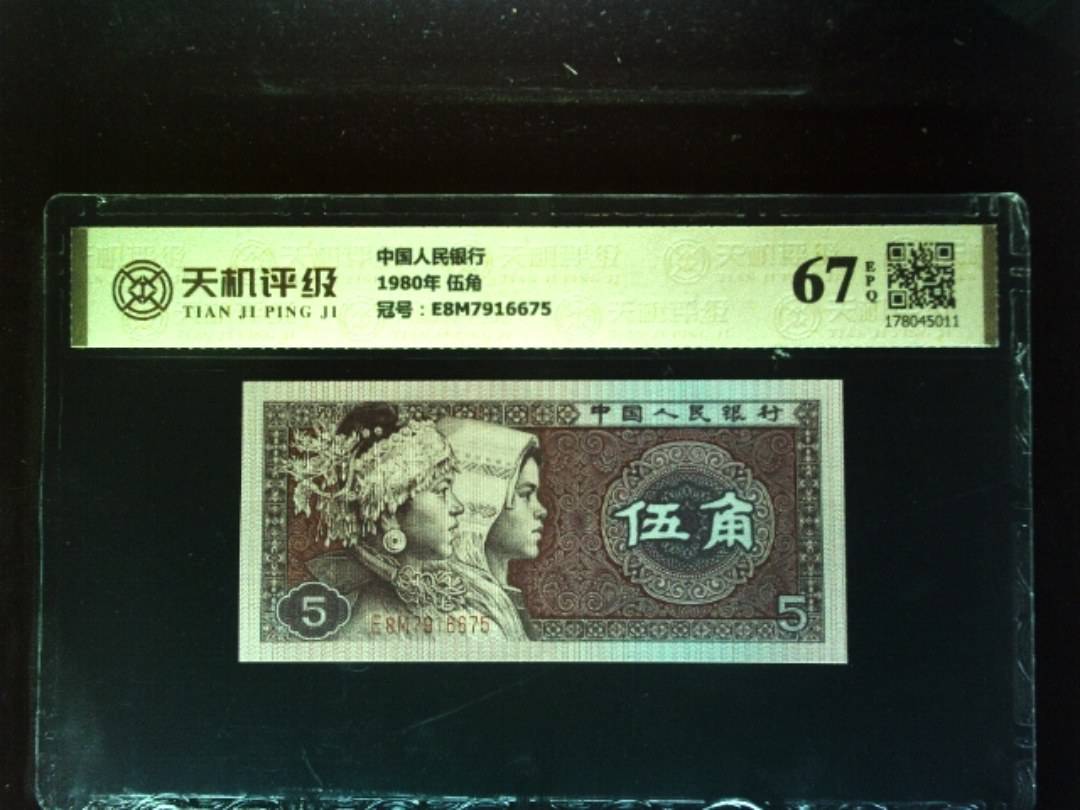 天机评级
TIAN JI PING JI
中国人民银行
1980年 伍角
冠号：E8M7916675
67
EPQ
178045011
中国人民银行
伍角
5
E8M7916675
5